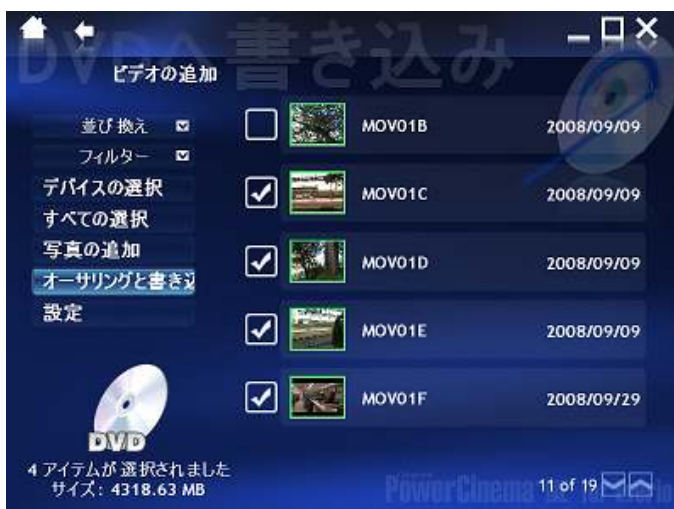 DVDへ書き込み
ビデオの追加
並び換え
フィルター
デバイスの選択
すべての選択
写真の追加
オーサリングと書き込
設定
MOV01B 2008/09/09
MOV01C 2008/09/09
MOV01D 2008/09/09
MOV01E 2008/09/09
MOV01F 2008/09/29
DVD
4 アイテムが選択されました
サイズ: 4318.63 MB
PowerCinema
11 of 19